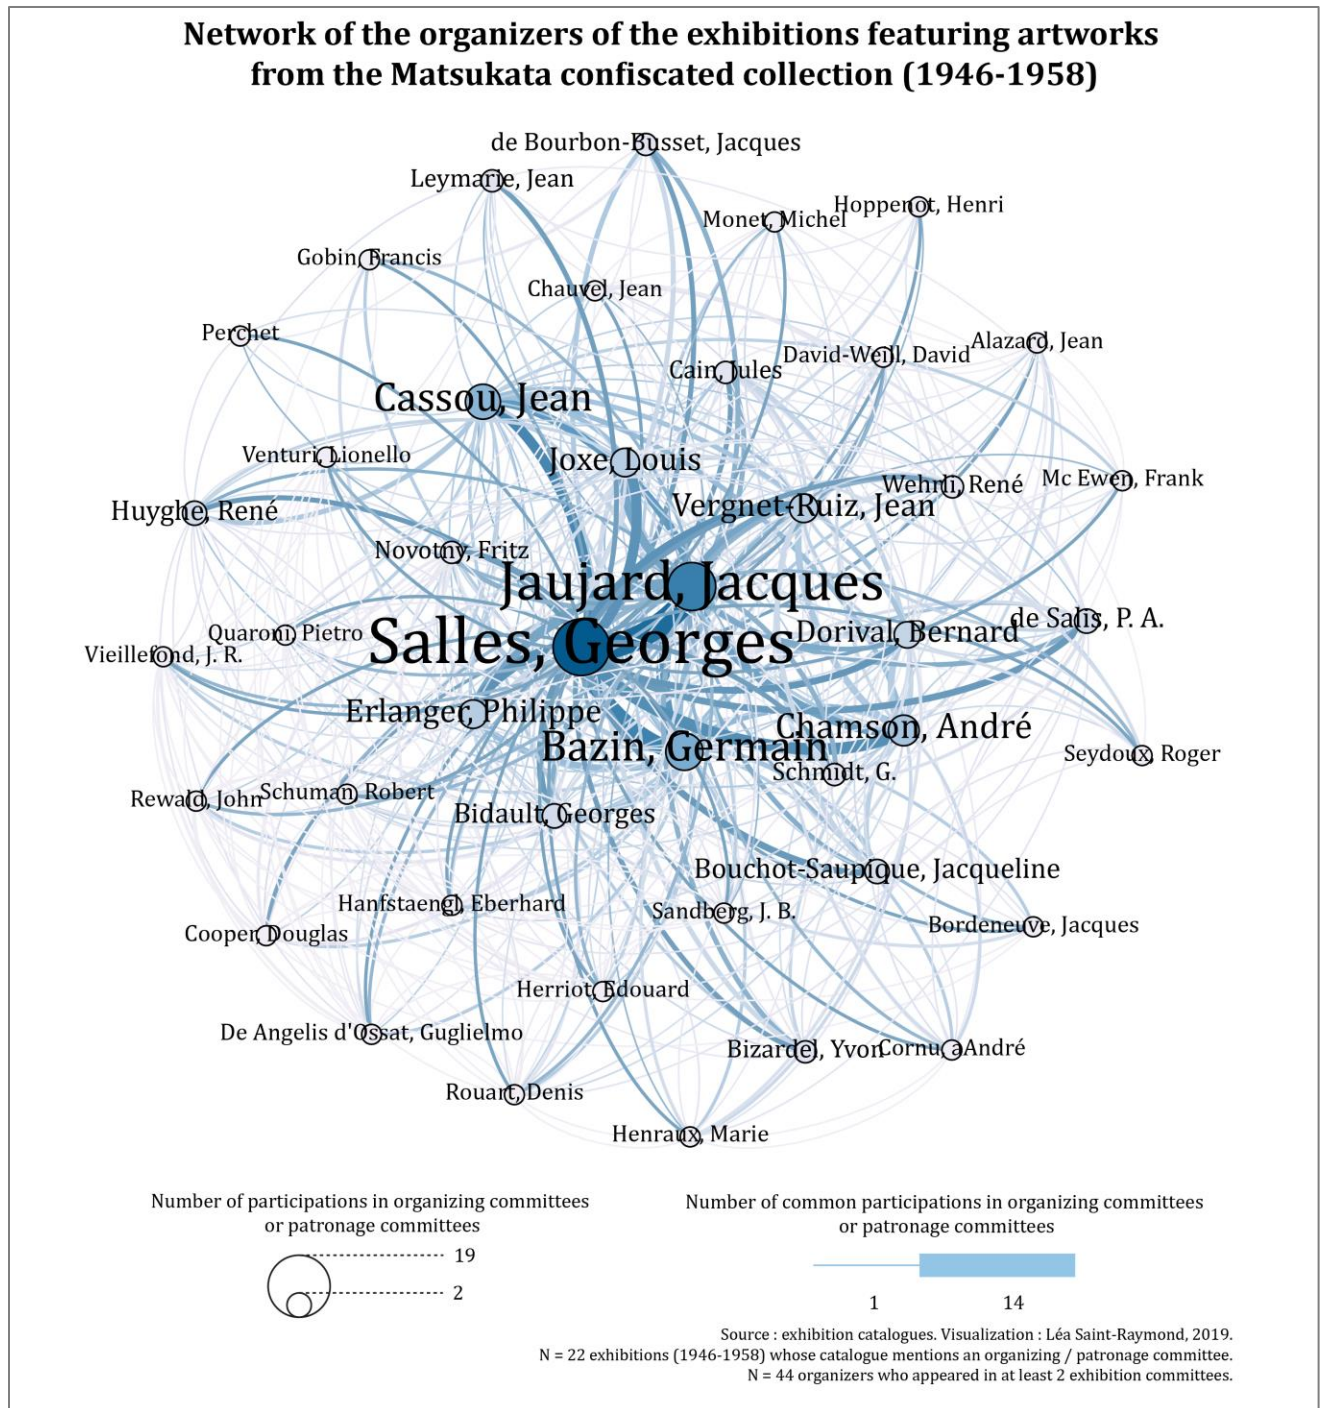 Network of the organizers of the exhibitions featuring artworks
from the Matsukata confiscated collection (1946-1958)
de Bourbon-Busset, Jacques
Leymarie, Jean
Hoppenot, Henri
Monet, Michel
Gobin, Francis
Chauvel, Jean
Perchet
Alazard, Jean
David-Weill, David
Cain, Jules
Cassou, Jean
Venturi, Lionello
Joxe, Louis
Mc Ewen, Frank
Wehrli, René
Vergnet-Ruiz, Jean
Huyghe, René
Novotny, Fritz
Jaujard, Jacques
de Salis, P. A.
Quaroni, Pietro
Dorival, Bernard
Salles, Georges
Vieillefond, J. R.
Erlanger, Philippe
Chamson, André
Bazin, Germain
Seydoux, Roger
Schmidt, G.
Schuman, Robert
Rewald, John
Bidault, Georges
Bouchot-Saupique, Jacqueline
Hanfstaengl, Eberhard
Sandberg, J. B.
Bordeneuve, Jacques
Cooper, Douglas
Herriot, Edouard
De Angelis d'Ossat, Guglielmo
Bizardel, Yvon
Cornu, aAndré
Rouart, Denis
Henraux, Marie
Number of participations in organizing committees
or patronage committees
19
2
Number of common participations in organizing committees
or patronage committees
1 14
Source : exhibition catalogues. Visualization : Léa Saint-Raymond, 2019.
N = 22 exhibitions (1946-1958) whose catalogue mentions an organizing / patronage committee.
N = 44 organizers who appeared in at least 2 exhibition committees.